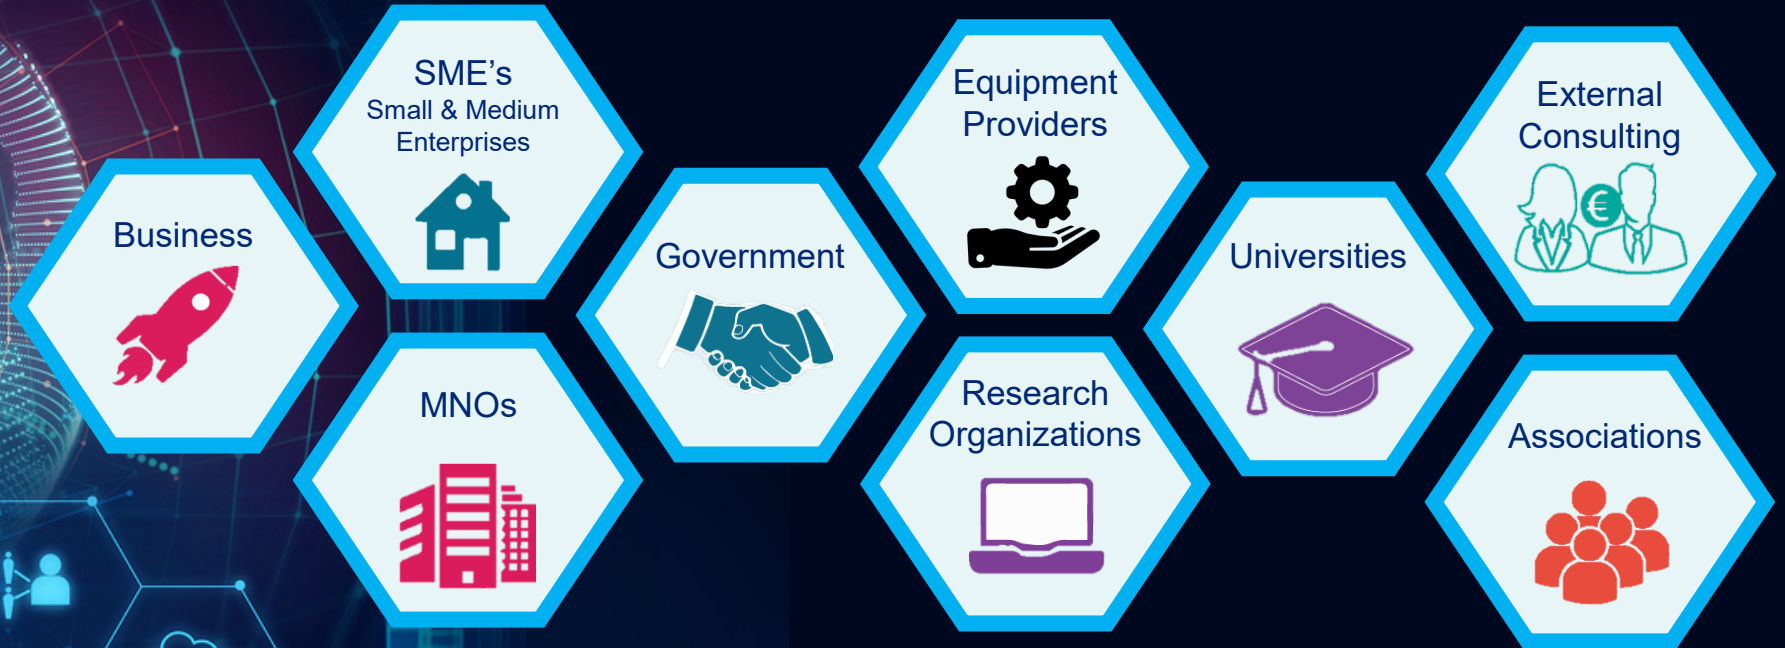 SME's
Small & Medium
Enterprises
Equipment
Providers
External
Consulting
Business
Government
Universities
MNOs
Research
Organizations
Associations